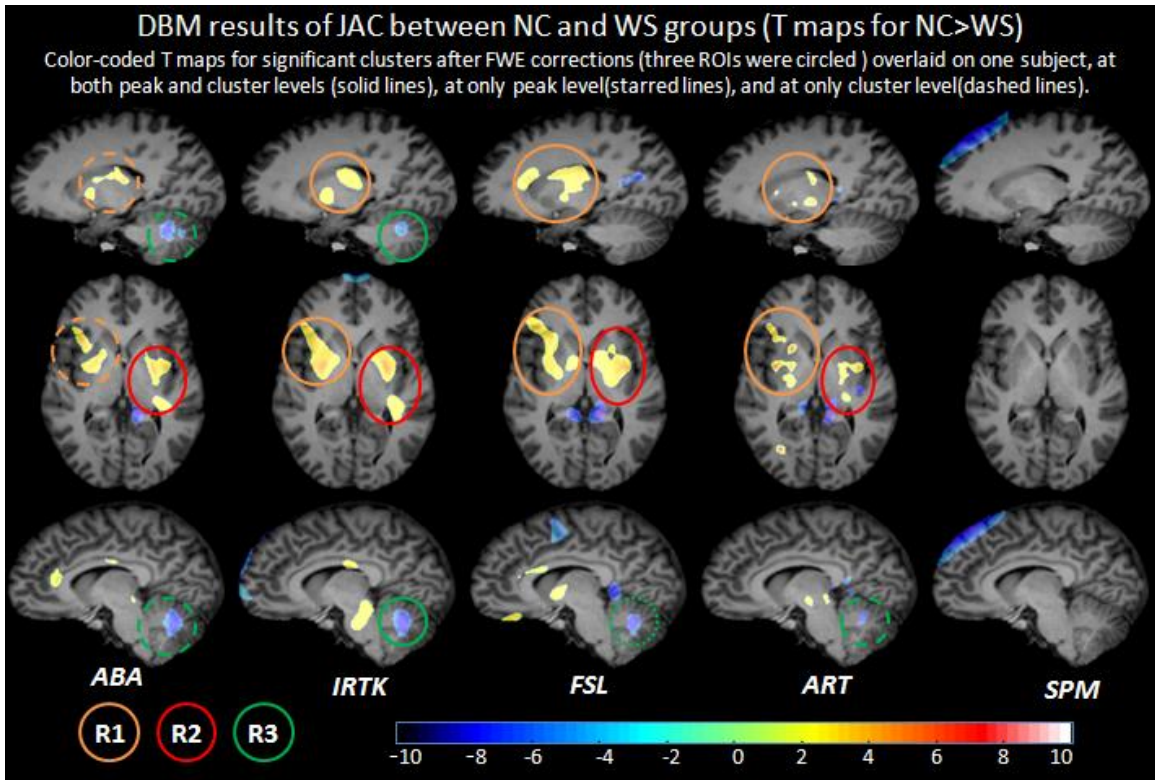 DBM results of JAC between NC and WS groups (T maps for NC>WS)
Color-coded T maps for significant clusters after FWE corrections (three ROIs were circled ) overlaid on one subject, at
both peak and cluster levels (solid lines), at only peak level(starred lines), and at only cluster level(dashed lines).
ABA IRTK FSL ART SPM
R1 R2 R3
−10 −8 −6 −4 −2 0 2 4 6 8 10